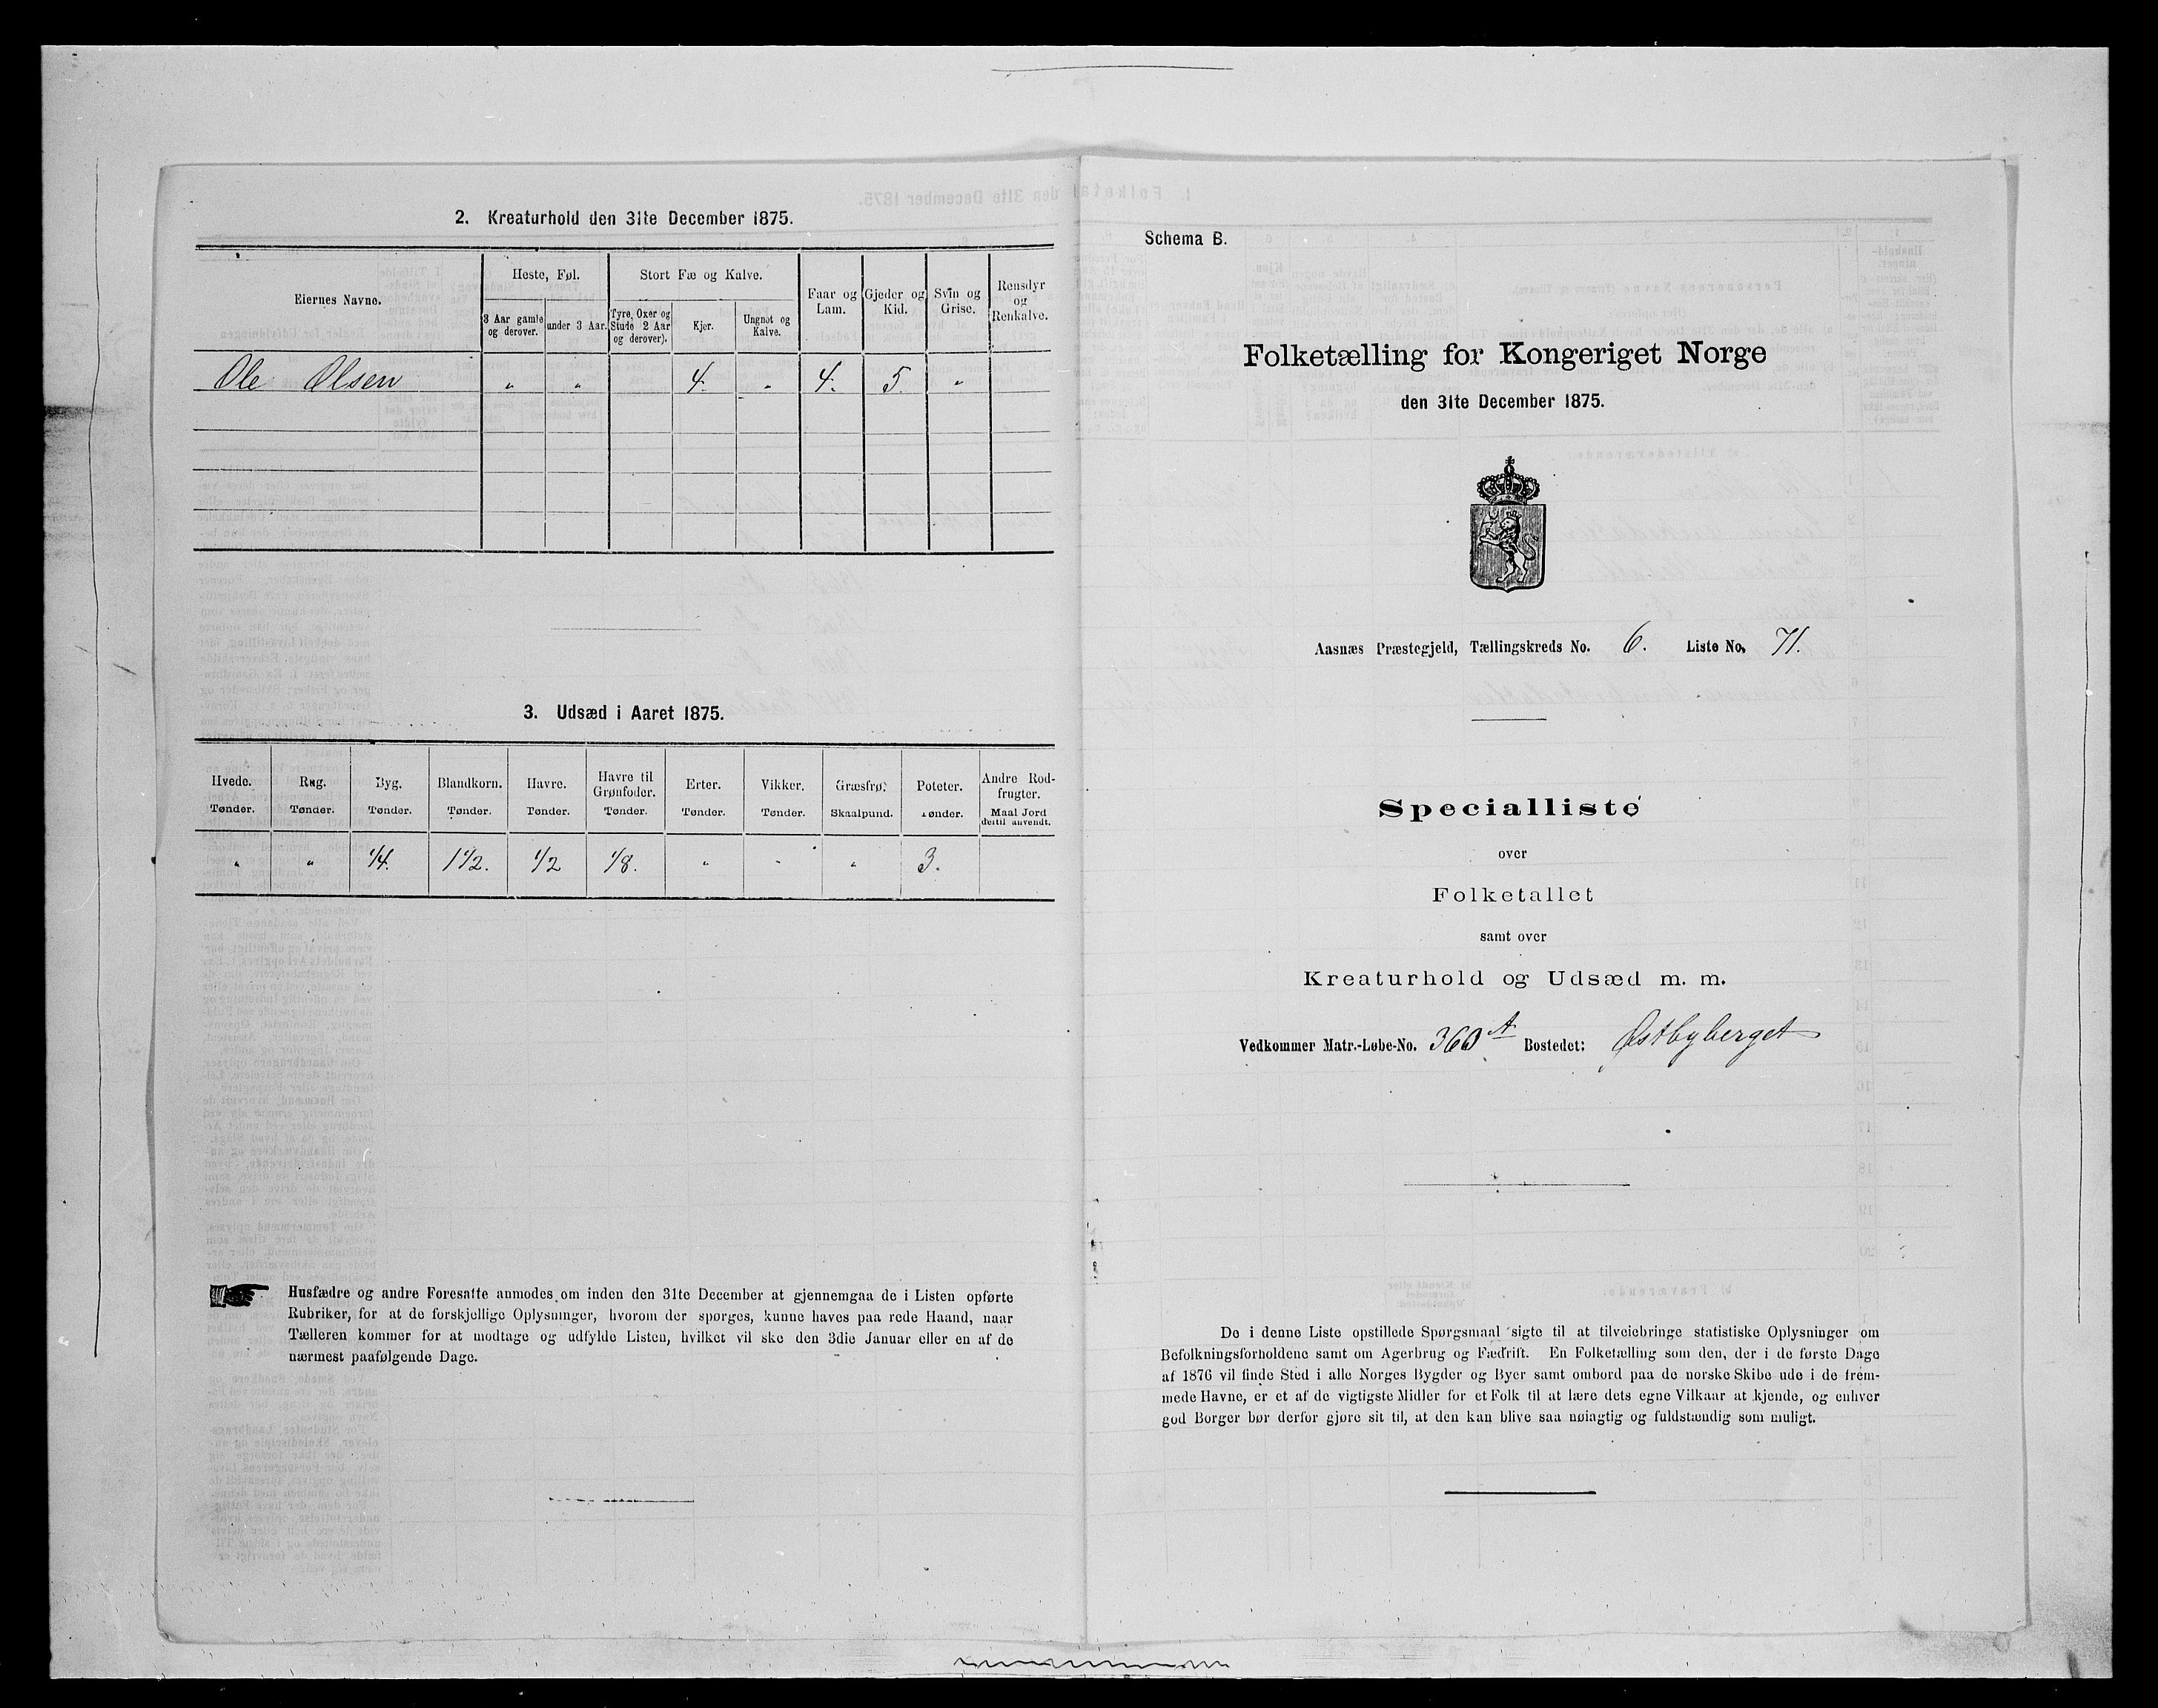 2. Kreaturhold den 31te December 1875.
Eiernes Navne.
Heste, Føl.
Stort Fæ og Kalve.
Faar og Lam.
Gjeder og Kid.
Svin og Grise.
Rensdyr og Renkalve.
3 Aar gamle og derover.
under 3 Aar.
Tyre, Oxer og Stude 2 Aar og derover).
Kjør.
Ungnøt og Kalve.
Ole Olsen " " 4. " 4. 5. "
3. Udsæd i Aaret 1875.
Hvede. Rug. Byg. Blandkorn. Havre. Havre til Grønfoder. Erter. Vikker. Græsfrø. Poteter. Andre Rod-frugter.
Tønder. Tønder. Tønder. Tønder. Tønder. Tønder. Tønder. Tønder. Skaalpund. Tønder. Maal Jord dertil anvendt.
" " 1/4. 1 1/2. 1/2 1/8. " " " 3.
Husfædre og andre Foresatte anmodes om inden den 31te December at gjennemgaa de i Listen opførte
Rubriker, for at de forskjellige Oplysninger, hvorom der spørges, kunne haves paa rede Haand, naar
Tælleren kommer for at modtage og udfylde Listen, hvilket vil ske den 3die Januar eller en af de
nærmest paafølgende Dage.
Schema B.
Folketælling for Kongeriget Norge
den 31te December 1875.
Aasnæs Præstegjeld, Tællingskreds No. 6. Liste No. 71.
Specialliste
over
Folketallet
samt over
Kreaturhold og Udsæd m. m.
Vedkommer Matr.-Løbe-No. 360 A Bostedet: Østbyberget
De i denne Liste opstillede Spørgsmaal sigte til at tilveiebringe statistiske Oplysninger om
Befolkningsforholdene samt om Agerbrug og Fædrift. En Folketælling som den, der i de første Dage
af 1876 vil finde Sted i alle Norges Bygder og Byer samt ombord paa de norske Skibe ude i de frem-
mede Havne, er et af de vigtigste Midler for et Folk til at lære dets egne Vilkaar at kjende, og enhver
god Borger bør derfor gjøre sit til, at den kan blive saa nøiagtig og fuldstændig som muligt.